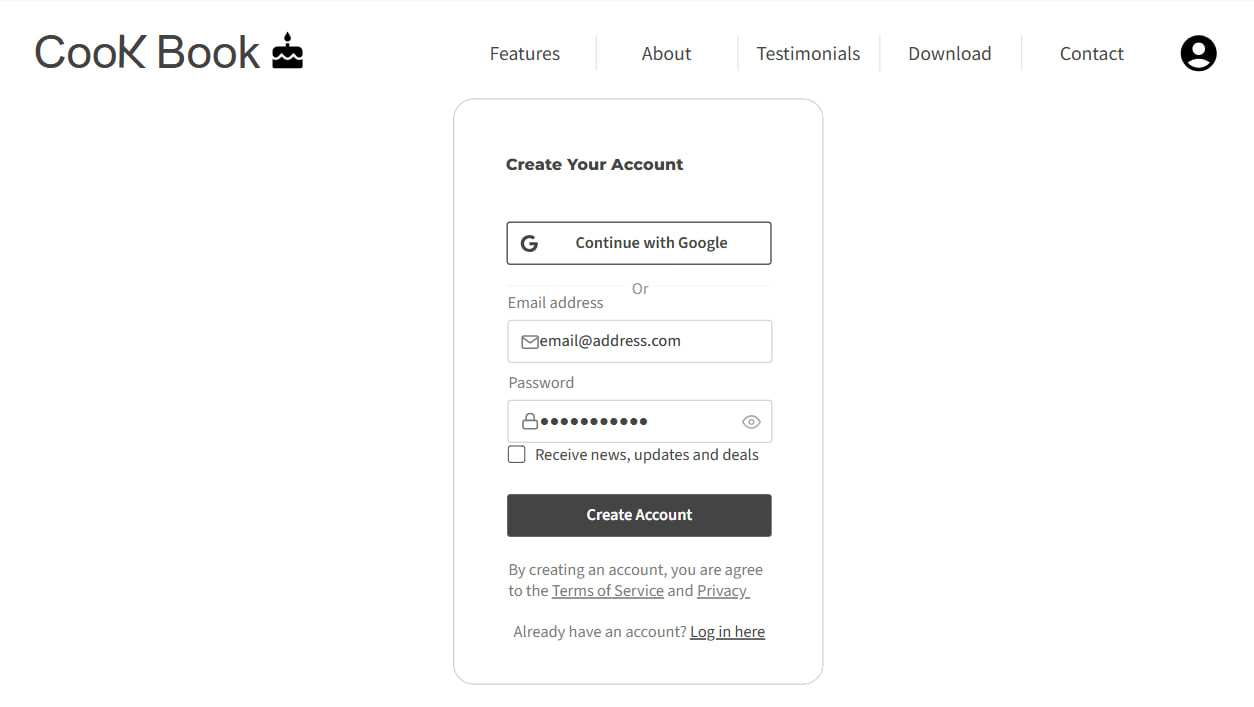 CooK Book
Features
About
Testimonials
Download
Contact
Create Your Account
G Continue with Google
Or
Email address
email@address.com
Password
●●●●●●●●●●●
Receive news, updates and deals
Create Account
By creating an account, you are agree
to the Terms of Service and Privacy
Already have an account? Log in here